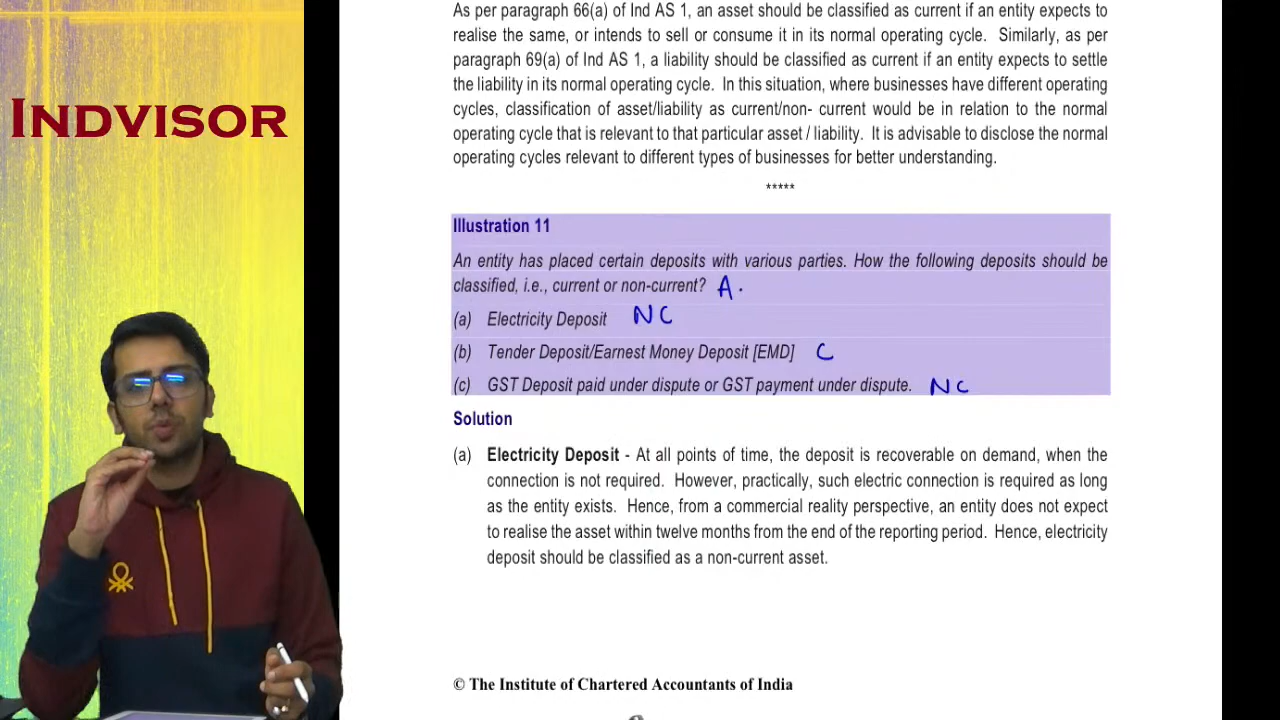 INDVISOR
As per paragraph 66(a) of Ind AS 1, an asset should be classified as current if an entity expects to
realise the same, or intends to sell or consume it in its normal operating cycle. Similarly, as per
paragraph 69(a) of Ind AS 1, a liability should be classified as current if an entity expects to settle
the liability in its normal operating cycle. In this situation, where businesses have different operating
cycles, classification of asset/liability as current/non- current would be in relation to the normal
operating cycle that is relevant to that particular asset / liability. It is advisable to disclose the normal
operating cycles relevant to different types of businesses for better understanding.
*****
Illustration 11
An entity has placed certain deposits with various parties. How the following deposits should be
classified, i.e., current or non-current? A.
(a) Electricity Deposit NC
(b) Tender Deposit/Earnest Money Deposit [EMD] C
(c) GST Deposit paid under dispute or GST payment under dispute. NC
Solution
(a) Electricity Deposit - At all points of time, the deposit is recoverable on demand, when the
connection is not required. However, practically, such electric connection is required as long
as the entity exists. Hence, from a commercial reality perspective, an entity does not expect
to realise the asset within twelve months from the end of the reporting period. Hence, electricity
deposit should be classified as a non-current asset.
© The Institute of Chartered Accountants of India